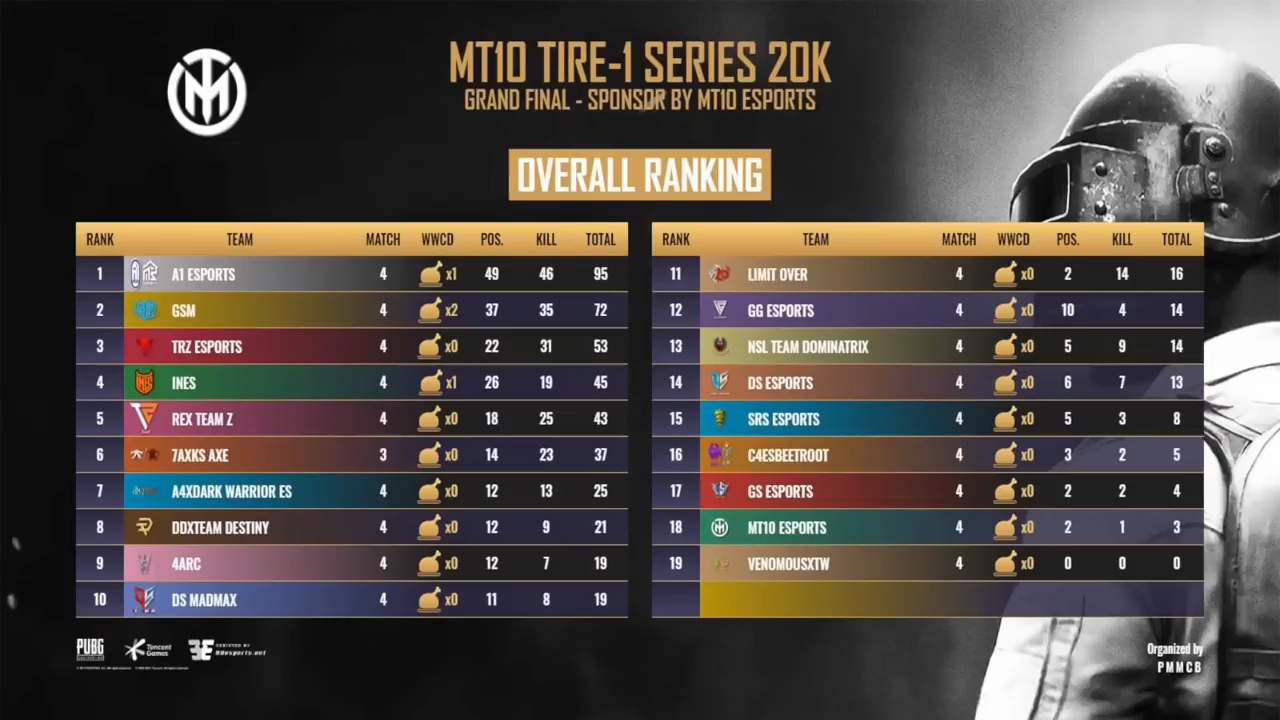 MT10 TIRE-1 SERIES 20K
GRAND FINAL - SPONSOR BY MT10 ESPORTS
OVERALL RANKING
RANK TEAM MATCH WWCD POS. KILL TOTAL
1 A1 ESPORTS 4 x1 49 46 95
2 GSM 4 x2 37 35 72
3 TRZ ESPORTS 4 x0 22 31 53
4 INES 4 x1 26 19 45
5 REX TEAM Z 4 x0 18 25 43
6 7AXKS AXE 3 x0 14 23 37
7 A4XDARK WARRIOR ES 4 x0 12 13 25
8 DDXTEAM DESTINY 4 x0 12 9 21
9 4ARC 4 x0 12 7 19
10 DS MADMAX 4 x0 11 8 19
RANK TEAM MATCH WWCD POS. KILL TOTAL
11 LIMIT OVER 4 x0 2 14 16
12 GG ESPORTS 4 x0 10 4 14
13 NSL TEAM DOMINATRIX 4 x0 5 9 14
14 DS ESPORTS 4 x0 6 7 13
15 SRS ESPORTS 4 x0 5 3 8
16 C4ESBEETROOT 4 x0 3 2 5
17 GS ESPORTS 4 x0 2 2 4
18 MT10 ESPORTS 4 x0 2 1 3
19 VENOMOUSXTW 4 x0 0 0 0
PUBG
Tencent Games
Organized by
PMMCB